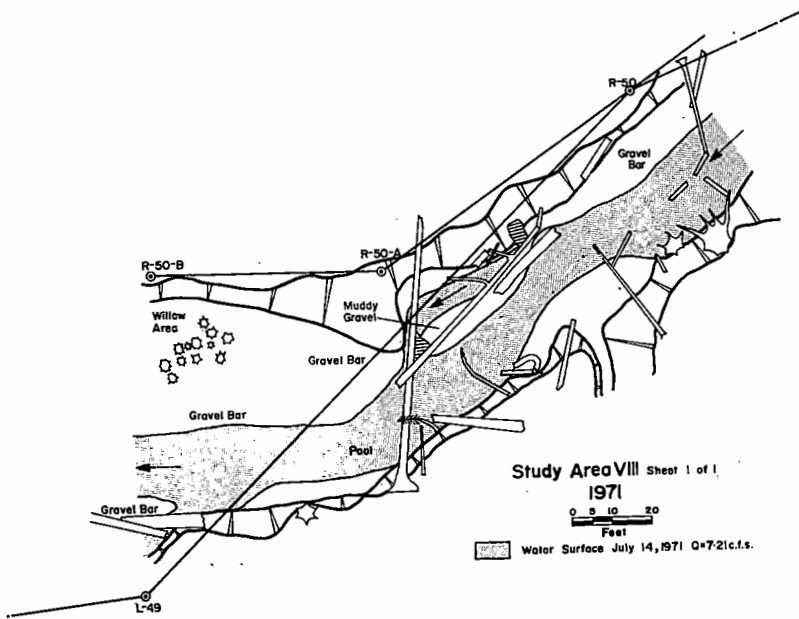 R-50
Gravel
Bar
R-50-A
R-50-B
Muddy
Gravel
Willow
Area
Gravel Bar
Gravel Bar
Pool
Gravel Bar
L-49
Study Area VIII Sheet 1 of 1
1971
0 5 10 20
Feet
Water Surface July 14, 1971 Q=7.21c.f.s.